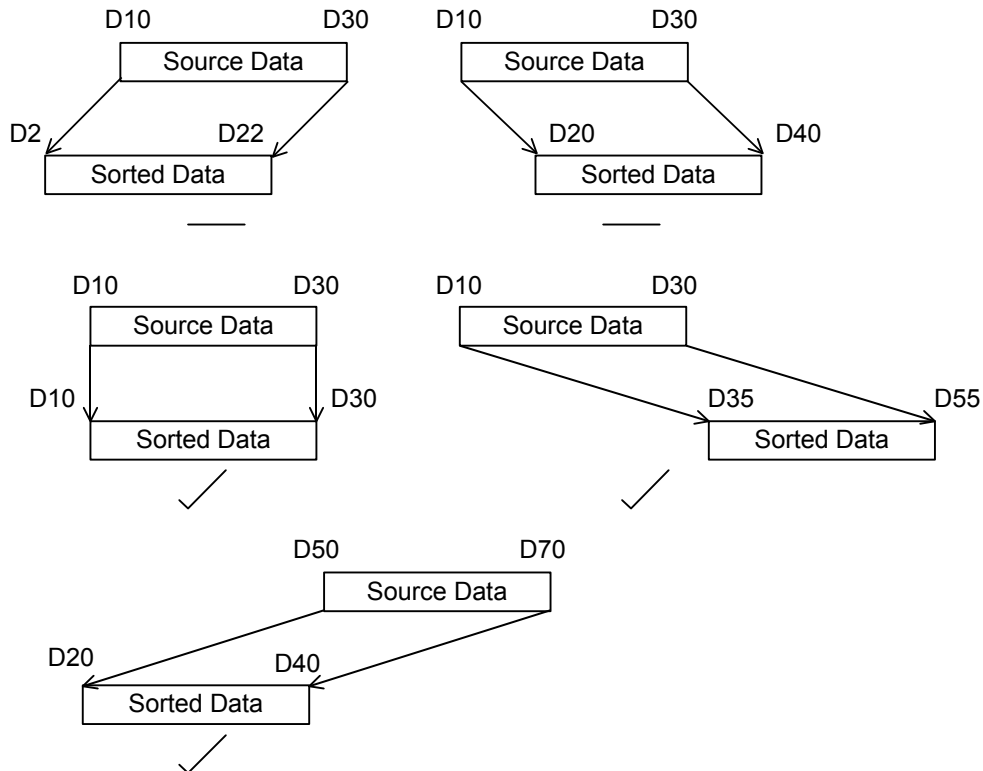 D10 D30 D10 D30
Source Data Source Data
D2 D22 D20 D40
Sorted Data Sorted Data
D10 D30 D10 D30
Source Data Source Data
D10 D30 D35 D55
Sorted Data Sorted Data
D50 D70
Source Data
D20 D40
Sorted Data